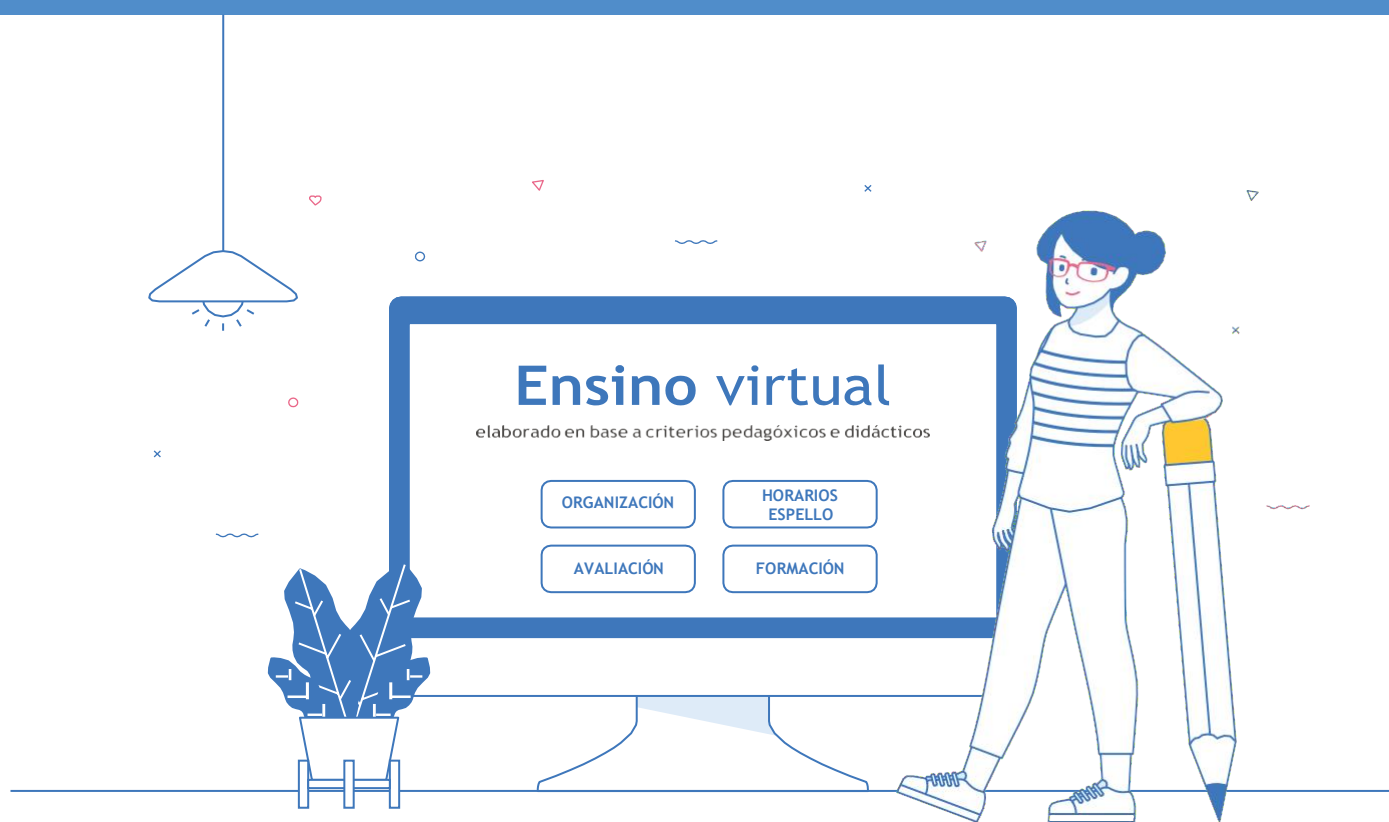 Ensino virtual
elaborado en base a criterios pedagóxicos e didácticos
ORGANIZACIÓN
HORARIOS
ESPELLO
AVALIACIÓN
FORMACIÓN